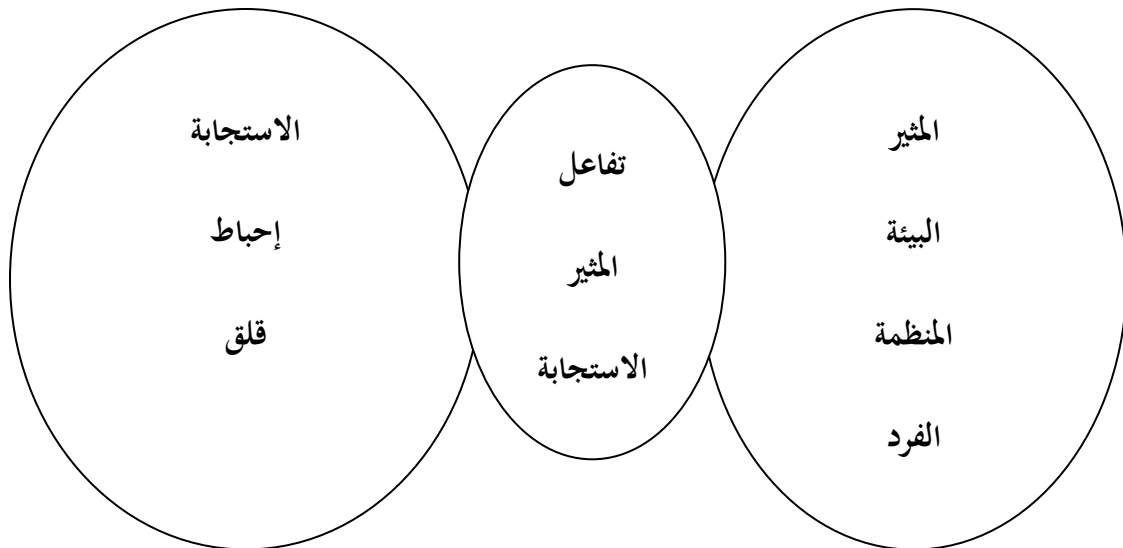 المثير
البيئة
المنظمة
الفرد
تفاعل
المثير
الاستجابة
الاستجابة
إحباط
قلق